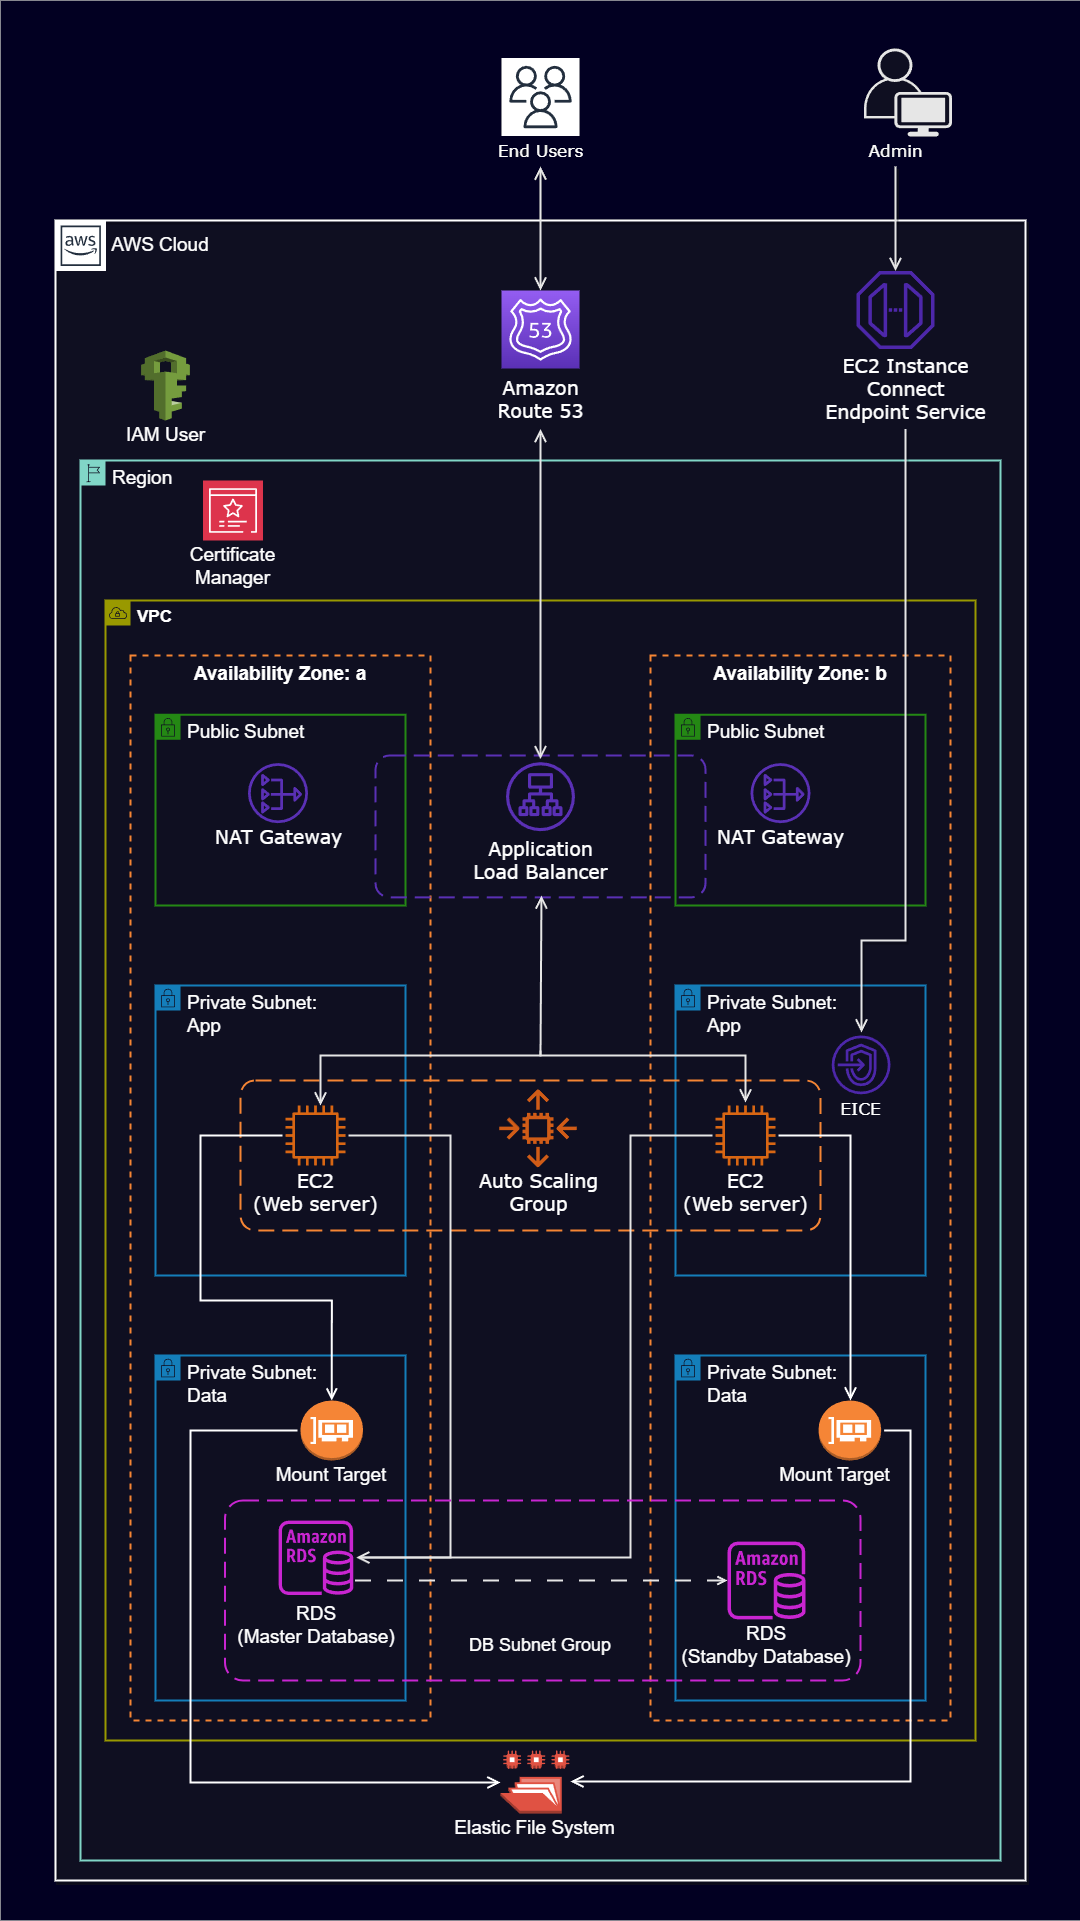 End Users
Admin
aws
AWS Cloud
53
Amazon
Route 53
EC2 Instance
Connect
Endpoint Service
IAM User
Region
Certificate
Manager
VPC
Availability Zone: a
Availability Zone: b
Public Subnet
Public Subnet
NAT Gateway
Application
Load Balancer
NAT Gateway
Private Subnet:
App
Private Subnet:
App
EICE
EC2
(Web server)
Auto Scaling
Group
EC2
(Web server)
Private Subnet:
Data
Private Subnet:
Data
Mount Target
Mount Target
Amazon
RDS
RDS
(Master Database)
DB Subnet Group
Amazon
RDS
RDS
(Standby Database)
Elastic File System